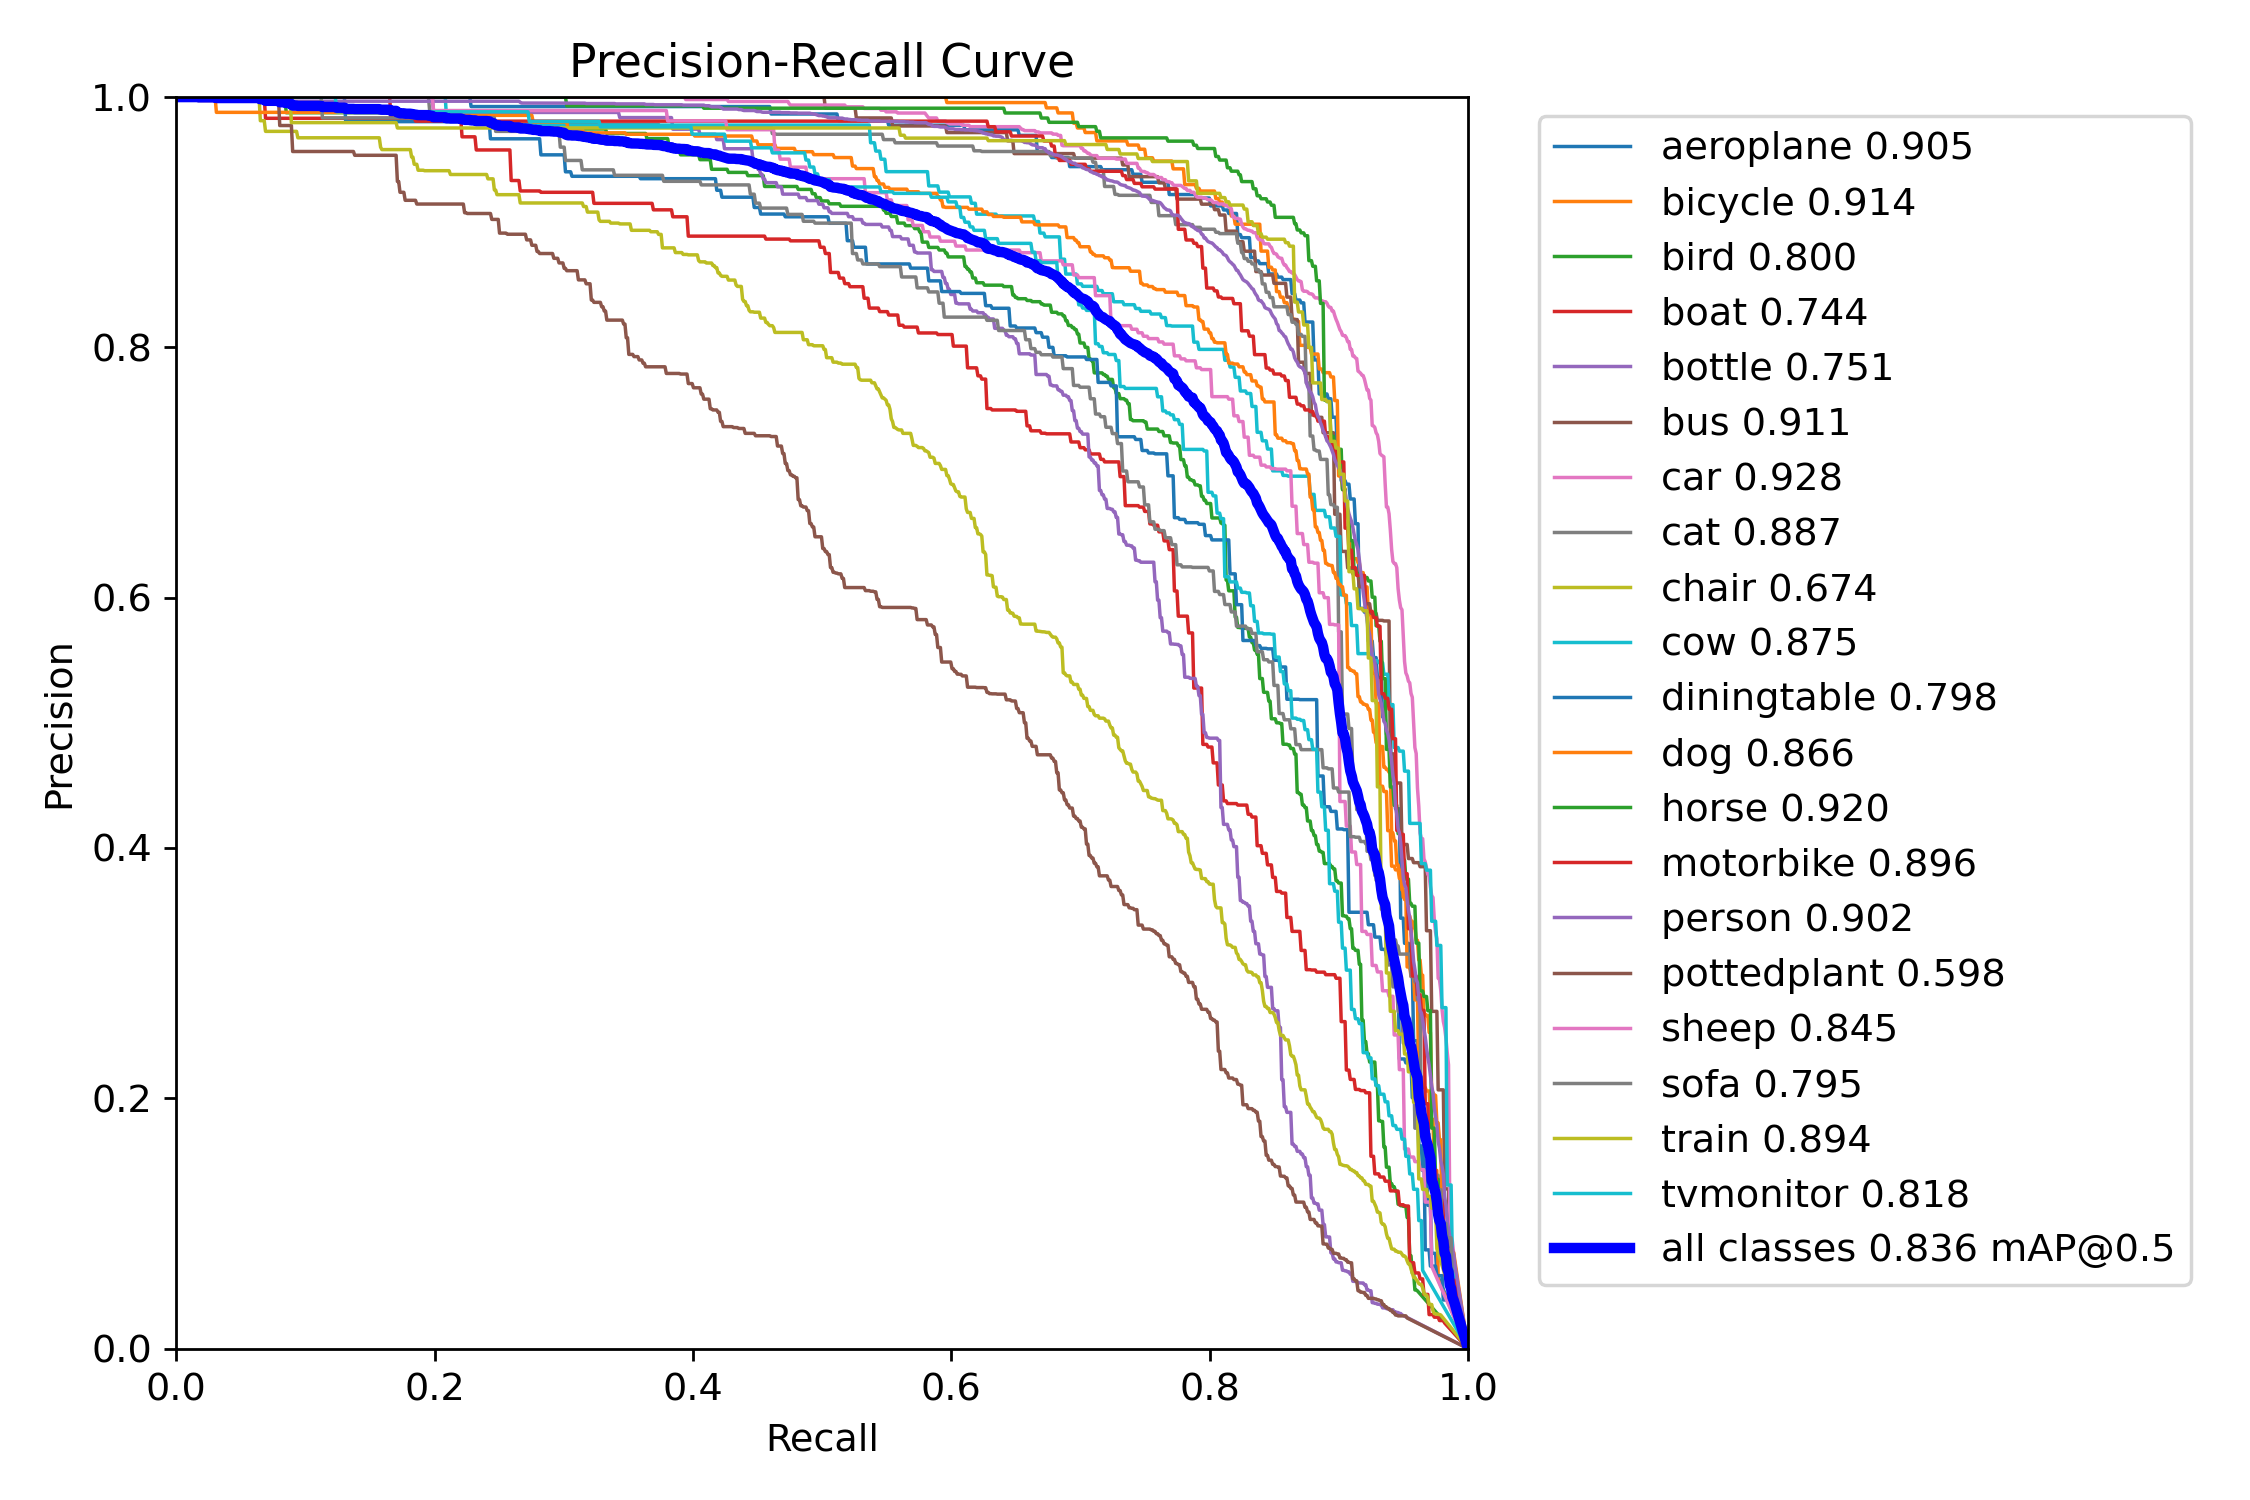 Precision-Recall Curve
1.0
0.8
0.6
0.4
0.2
0.0
Precision
0.0 0.2 0.4 0.6 0.8 1.0
Recall
aeroplane 0.905
bicycle 0.914
bird 0.800
boat 0.744
bottle 0.751
bus 0.911
car 0.928
cat 0.887
chair 0.674
cow 0.875
diningtable 0.798
dog 0.866
horse 0.920
motorbike 0.896
person 0.902
pottedplant 0.598
sheep 0.845
sofa 0.795
train 0.894
tvmonitor 0.818
all classes 0.836 mAP@0.5